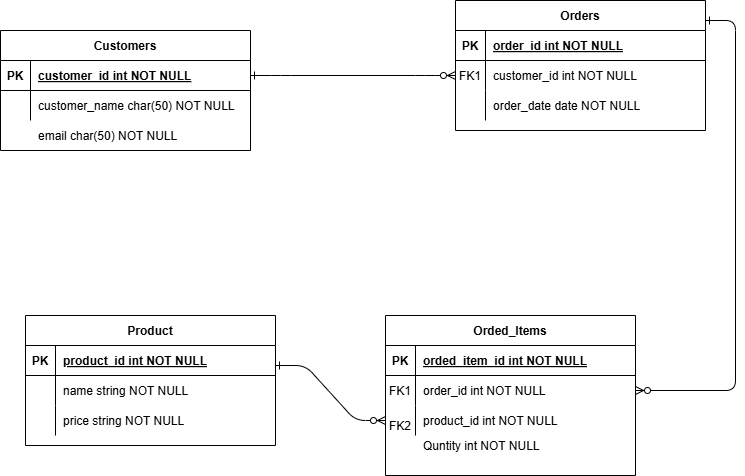 Customers
PK customer_id int NOT NULL
customer_name char(50) NOT NULL
email char(50) NOT NULL
Orders
PK order_id int NOT NULL
FK1 customer_id int NOT NULL
order_date date NOT NULL
Product
PK product_id int NOT NULL
name string NOT NULL
price string NOT NULL
Orded_Items
PK orded_item_id int NOT NULL
FK1 order_id int NOT NULL
FK2 product_id int NOT NULL
Quntity int NOT NULL